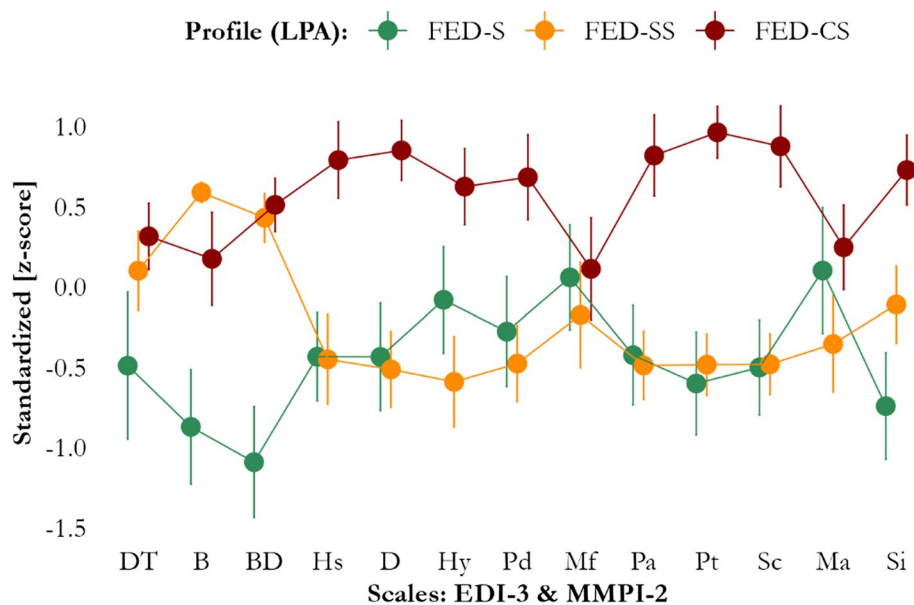 Profile (LPA): FED-S FED-SS FED-CS
Standardized [z-score]
1.0
0.5
0.0
-0.5
-1.0
-1.5
DT B BD Hs D Hy Pd Mf Pa Pt Sc Ma Si
Scales: EDI-3 & MMPI-2